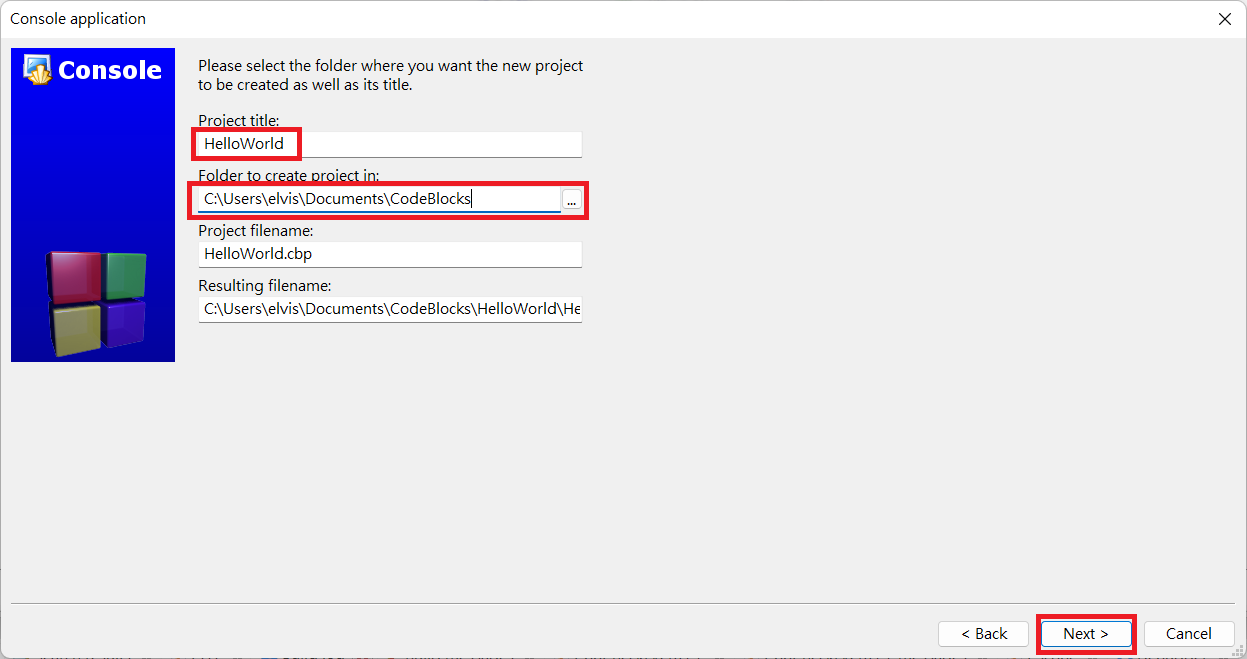 Console application
Console
Please select the folder where you want the new project
to be created as well as its title.
Project title:
HelloWorld
Folder to create project in:
C:\Users\elvis\Documents\CodeBlocks
...
Project filename:
HelloWorld.cbp
Resulting filename:
C:\Users\elvis\Documents\CodeBlocks\HelloWorld\He
< Back
Next >
Cancel